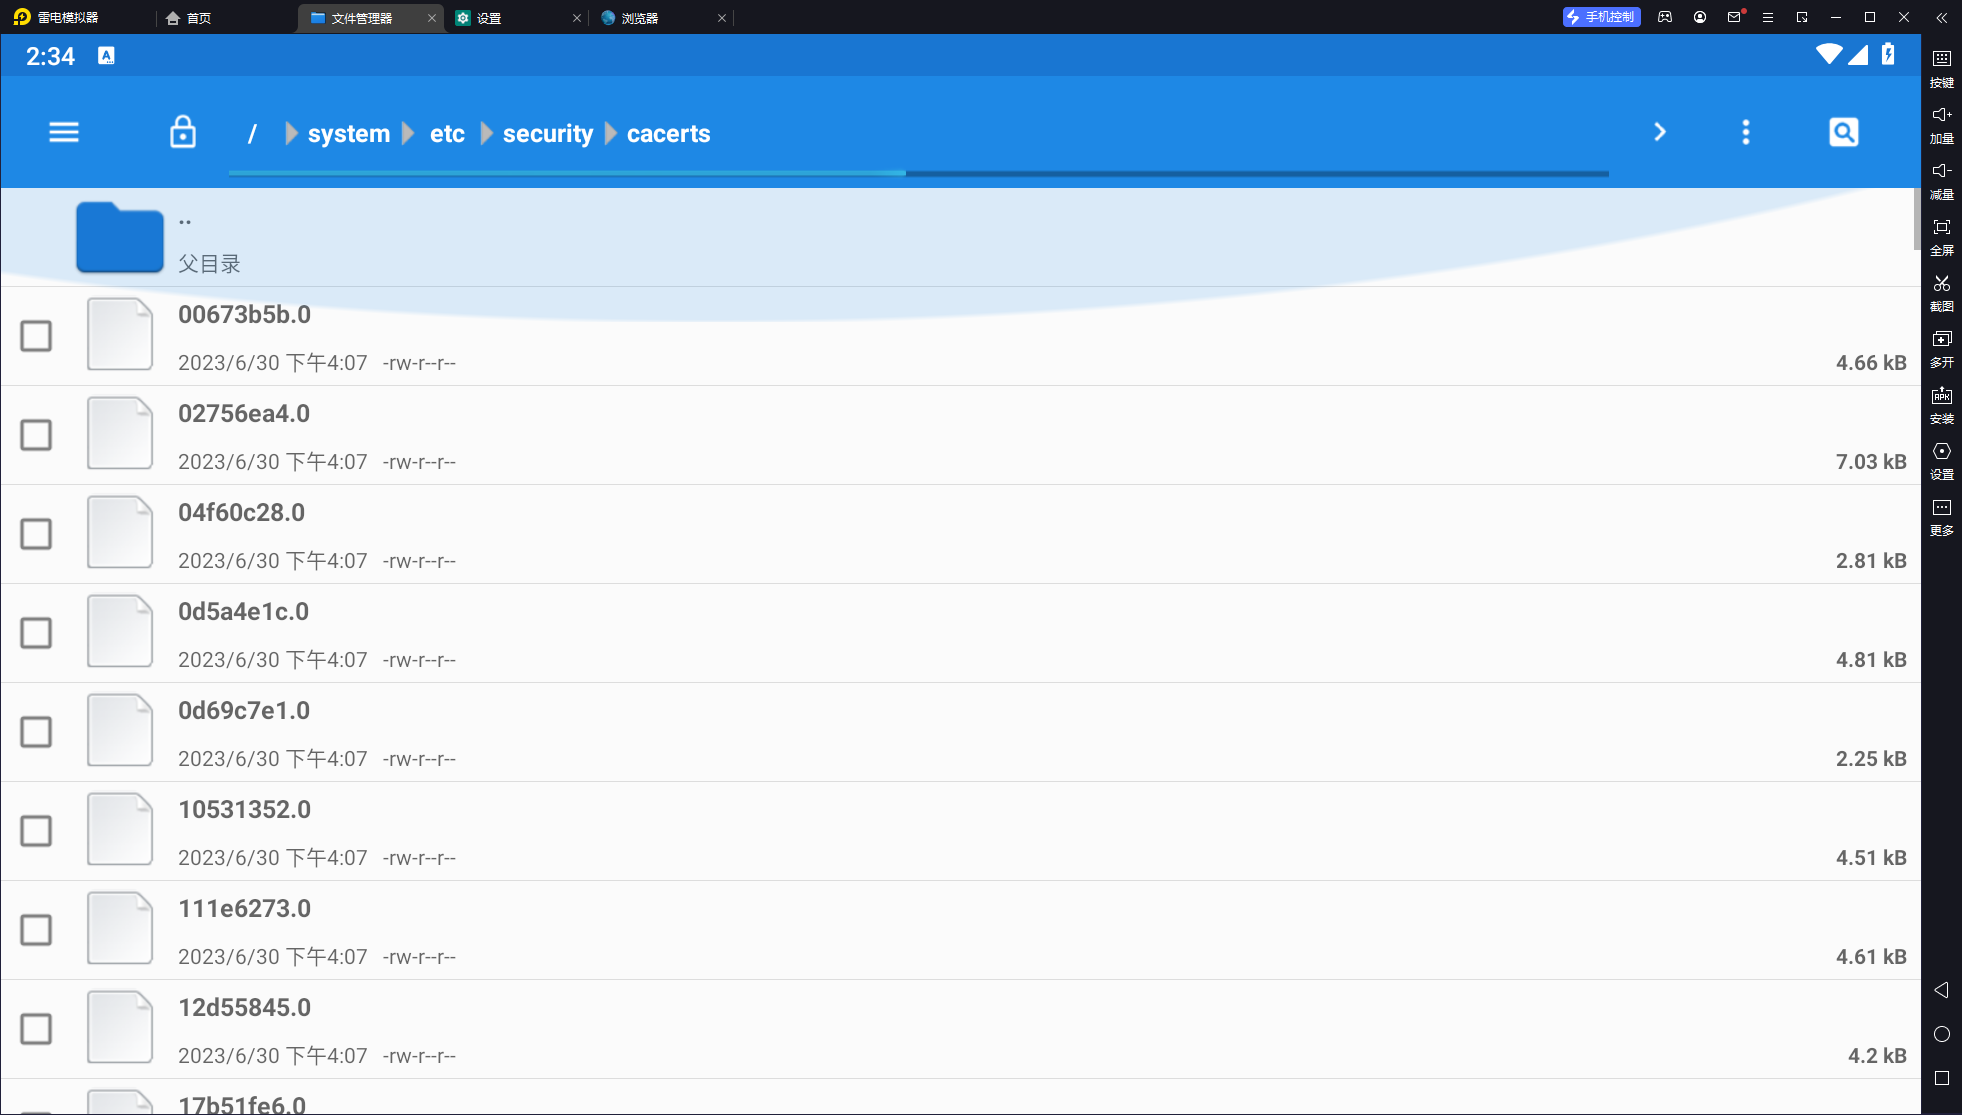 雷电模拟器
首页
文件管理器
设置
浏览器
手机控制
2:34
A
/ system etc security cacerts
..
父目录
00673b5b.0
2023/6/30 下午4:07 -rw-r--r--
4.66 kB
02756ea4.0
2023/6/30 下午4:07 -rw-r--r--
7.03 kB
04f60c28.0
2023/6/30 下午4:07 -rw-r--r--
2.81 kB
0d5a4e1c.0
2023/6/30 下午4:07 -rw-r--r--
4.81 kB
0d69c7e1.0
2023/6/30 下午4:07 -rw-r--r--
2.25 kB
10531352.0
2023/6/30 下午4:07 -rw-r--r--
4.51 kB
111e6273.0
2023/6/30 下午4:07 -rw-r--r--
4.61 kB
12d55845.0
2023/6/30 下午4:07 -rw-r--r--
4.2 kB
17b51fe6.0
按键
加量
减量
全屏
截图
多开
APK
安装
设置
更多